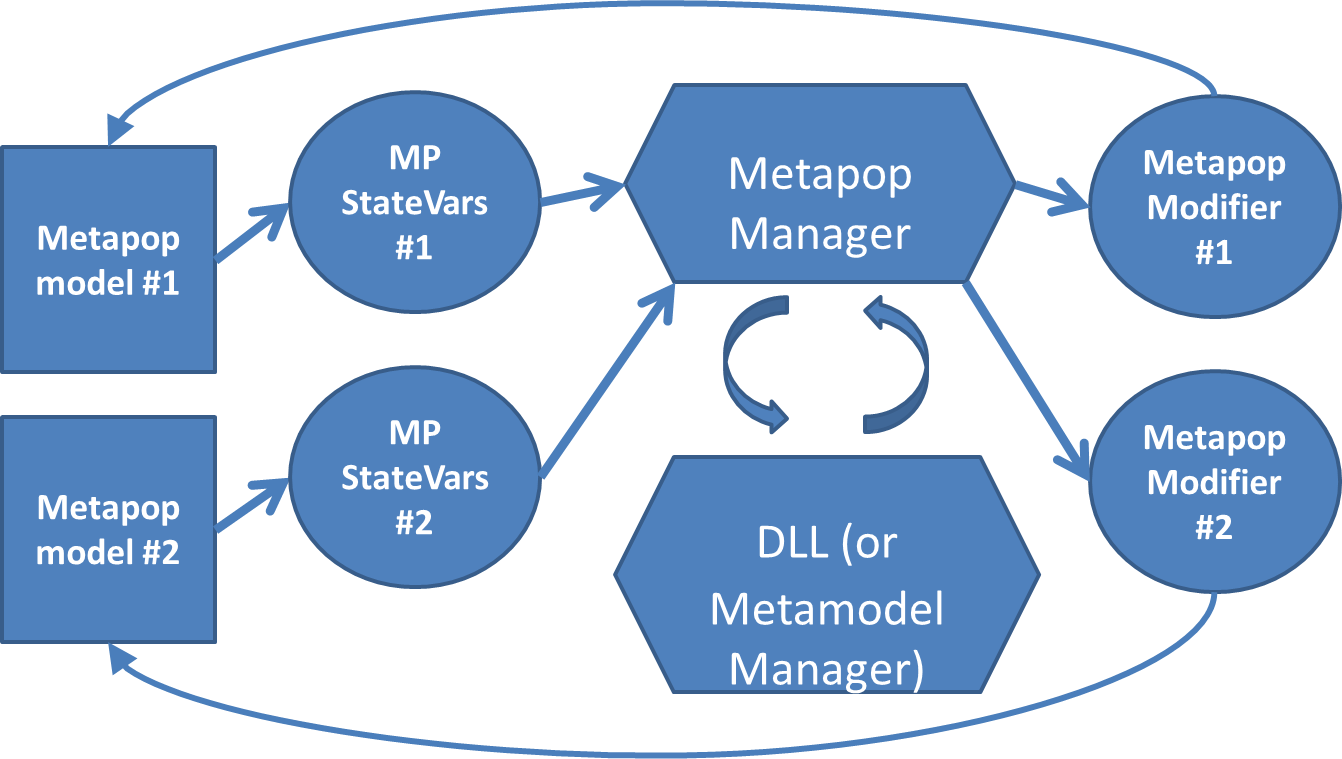 Metapop
model #1
MP
StateVars
#1
Metapop
Manager
Metapop
Modifier
#1
Metapop
model #2
MP
StateVars
#2
DLL (or
Metamodel
Manager)
Metapop
Modifier
#2